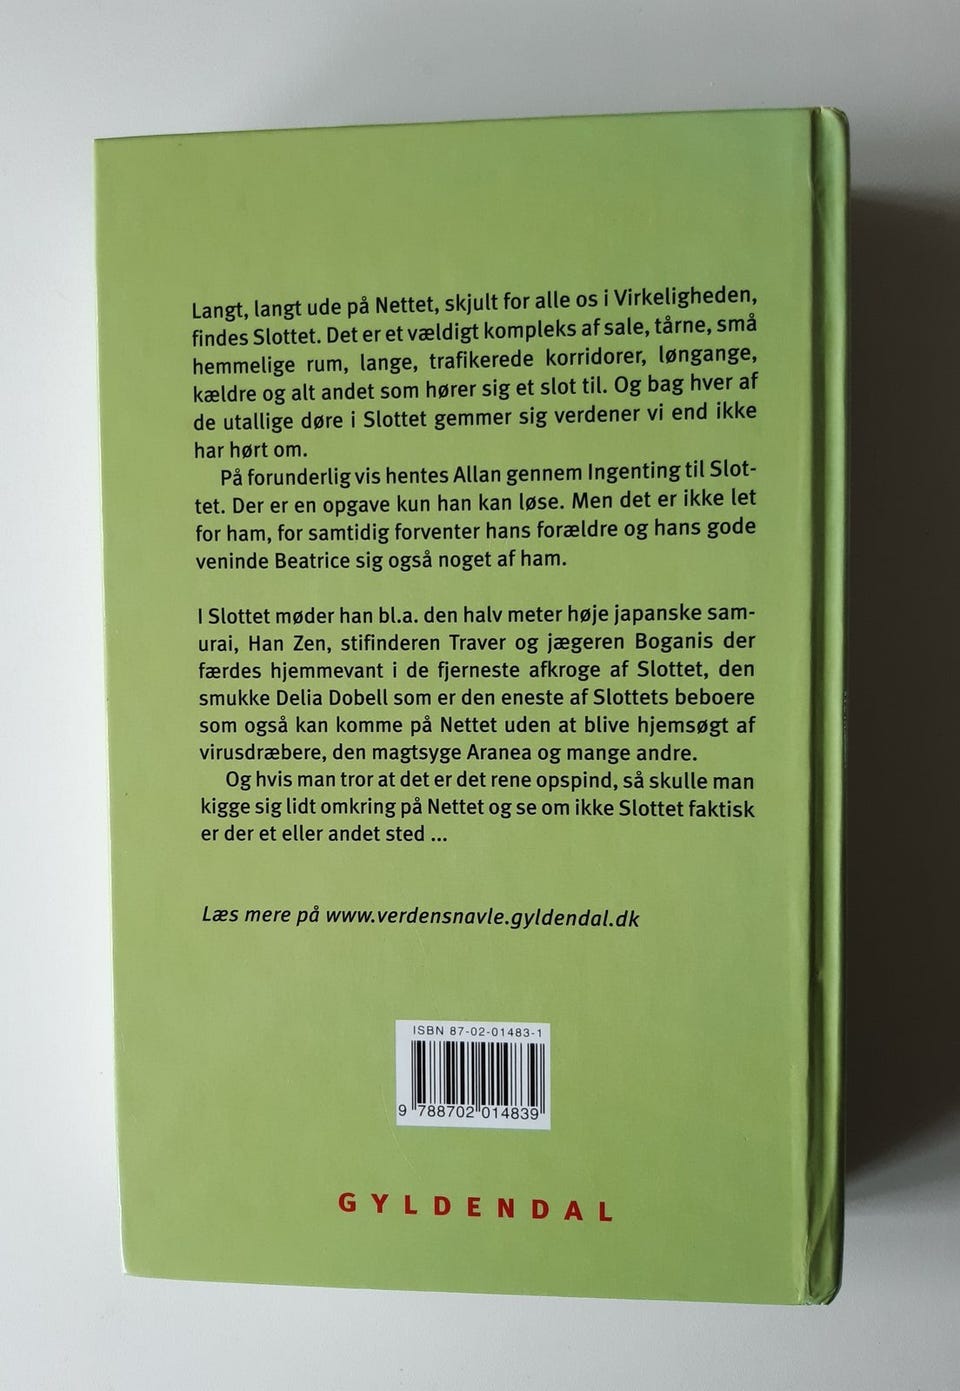 Langt, langt ude på Nettet, skjult for alle os i Virkeligheden,
findes Slottet. Det er et vældigt kompleks af sale, tårne, små
hemmelige rum, lange, trafikerede korridorer, løngange,
kældre og alt andet som hører sig et slot til. Og bag hver af
de utallige døre i Slottet gemmer sig verdener vi end ikke
har hørt om.
På forunderlig vis hentes Allan gennem Ingenting til Slot-
tet. Der er en opgave kun han kan løse. Men det er ikke let
for ham, for samtidig forventer hans forældre og hans gode
veninde Beatrice sig også noget af ham.
I Slottet møder han bl.a. den halv meter høje japanske sam-
urai, Han Zen, stifinderen Traver og jægeren Boganis der
færdes hjemmevant i de fjerneste afkroge af Slottet, den
smukke Delia Dobell som er den eneste af Slottets beboere
som også kan komme på Nettet uden at blive hjemsøgt af
virusdræbere, den magtsyge Aranea og mange andre.
Og hvis man tror at det er det rene opspind, så skulle man
kigge sig lidt omkring på Nettet og se om ikke Slottet faktisk
er der et eller andet sted ...
Læs mere på www.verdensnavle.gyldendal.dk
ISBN 87-02-01483-1
9 788702 014839
GYLDENDAL